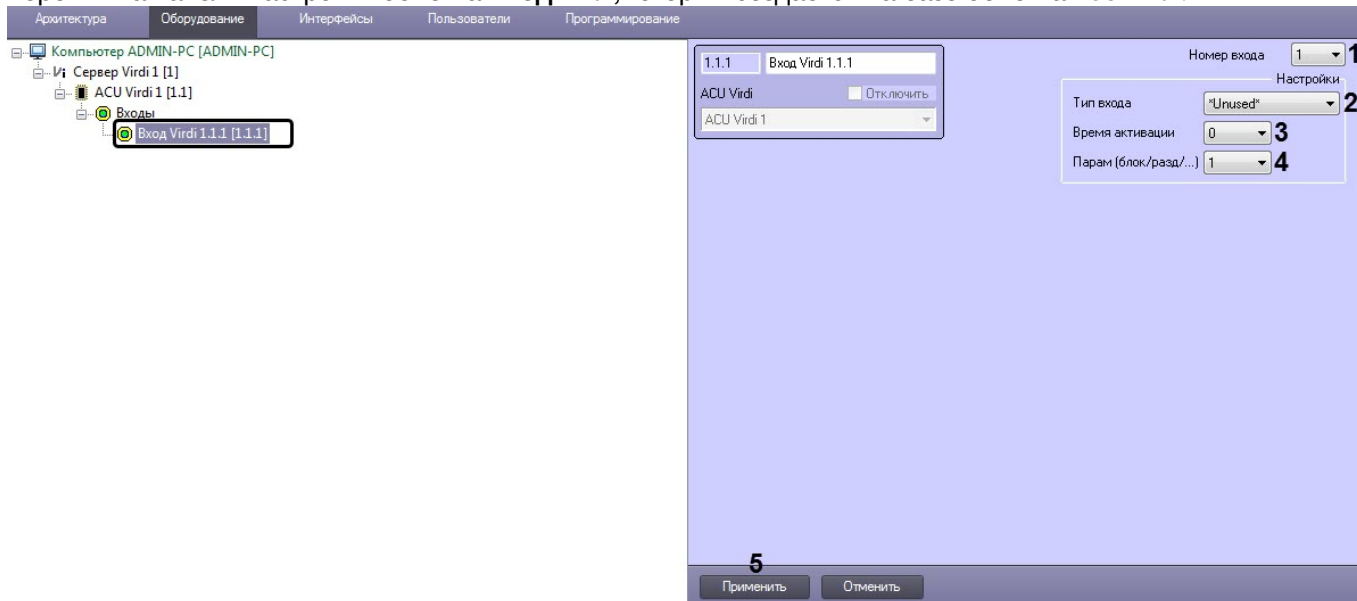 Архитектура Оборудование Интерфейсы Пользователи Программирование
Компьютер ADMIN-PC [ADMIN-PC]
Сервер Virdi 1 [1]
ACU Virdi 1 [1.1]
Входы
Вход Virdi 1.1.1 [1.1.1]
1.1.1 Вход Virdi 1.1.1
ACU Virdi Отключить
ACU Virdi 1
Номер входа 1 1
Настройки
Тип входа *Unused* 2
Время активации 0 3
Парам (блок/разд/...) 1 4
5
Применить Отменить